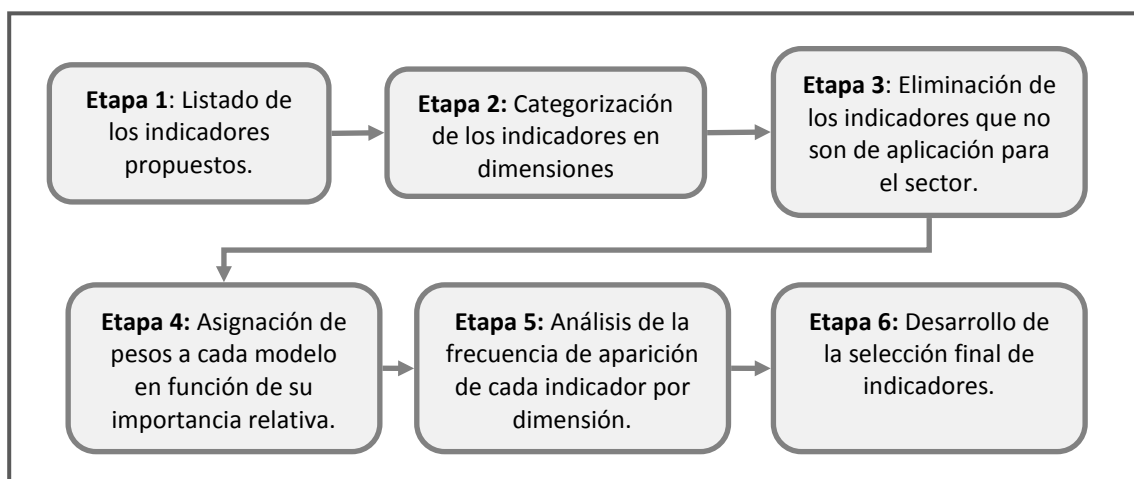 Etapa 1: Listado de
los indicadores
propuestos.
Etapa 2: Categorización
de los indicadores en
dimensiones
Etapa 3: Eliminación de
los indicadores que no
son de aplicación para
el sector.
Etapa 4: Asignación de
pesos a cada modelo
en función de su
importancia relativa.
Etapa 5: Análisis de la
frecuencia de aparición
de cada indicador por
dimensión.
Etapa 6: Desarrollo de
la selección final de
indicadores.